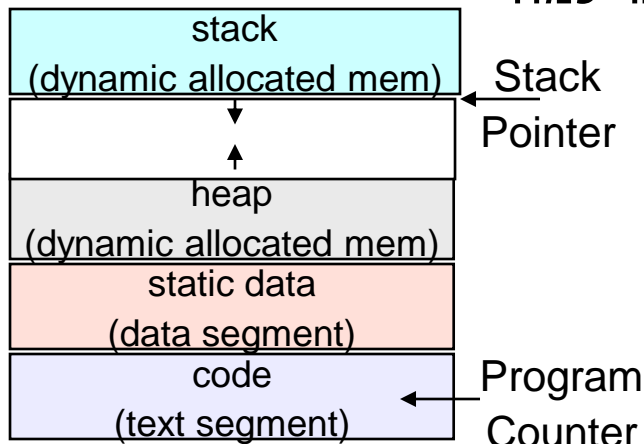 stack
(dynamic allocated mem)
Stack
Pointer
heap
(dynamic allocated mem)
static data
(data segment)
code
(text segment)
Program
Counter